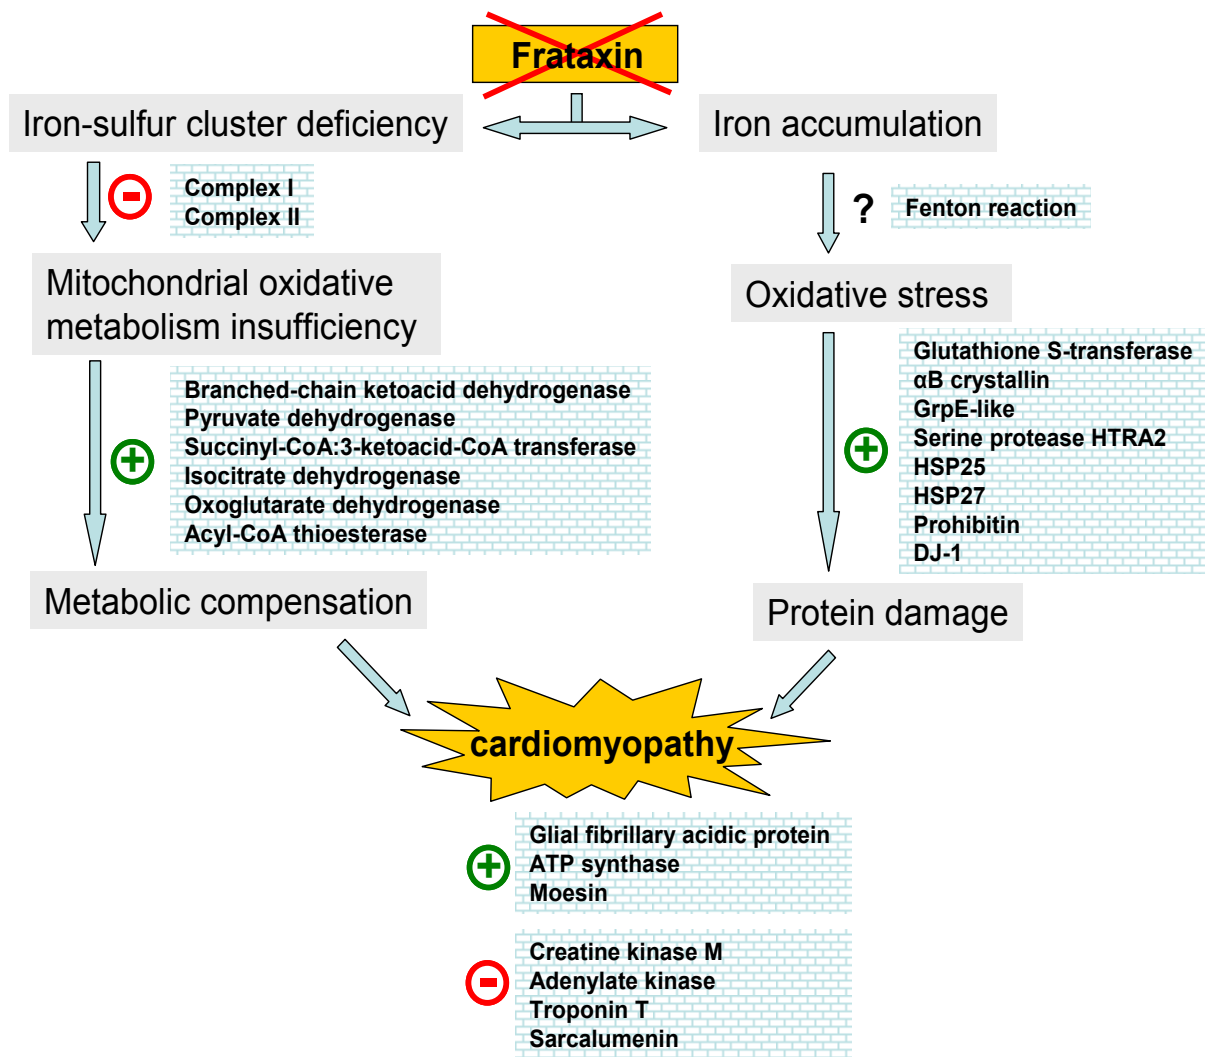 Frataxin
Iron-sulfur cluster deficiency
Iron accumulation
-
Complex I
Complex II
?
Fenton reaction
Mitochondrial oxidative
metabolism insufficiency
Oxidative stress
+
Branched-chain ketoacid dehydrogenase
Pyruvate dehydrogenase
Succinyl-CoA:3-ketoacid-CoA transferase
Isocitrate dehydrogenase
Oxoglutarate dehydrogenase
Acyl-CoA thioesterase
+
Glutathione S-transferase
αB crystallin
GrpE-like
Serine protease HTRA2
HSP25
HSP27
Prohibitin
DJ-1
Metabolic compensation
Protein damage
cardiomyopathy
+
Glial fibrillary acidic protein
ATP synthase
Moesin
-
Creatine kinase M
Adenylate kinase
Troponin T
Sarcalumenin